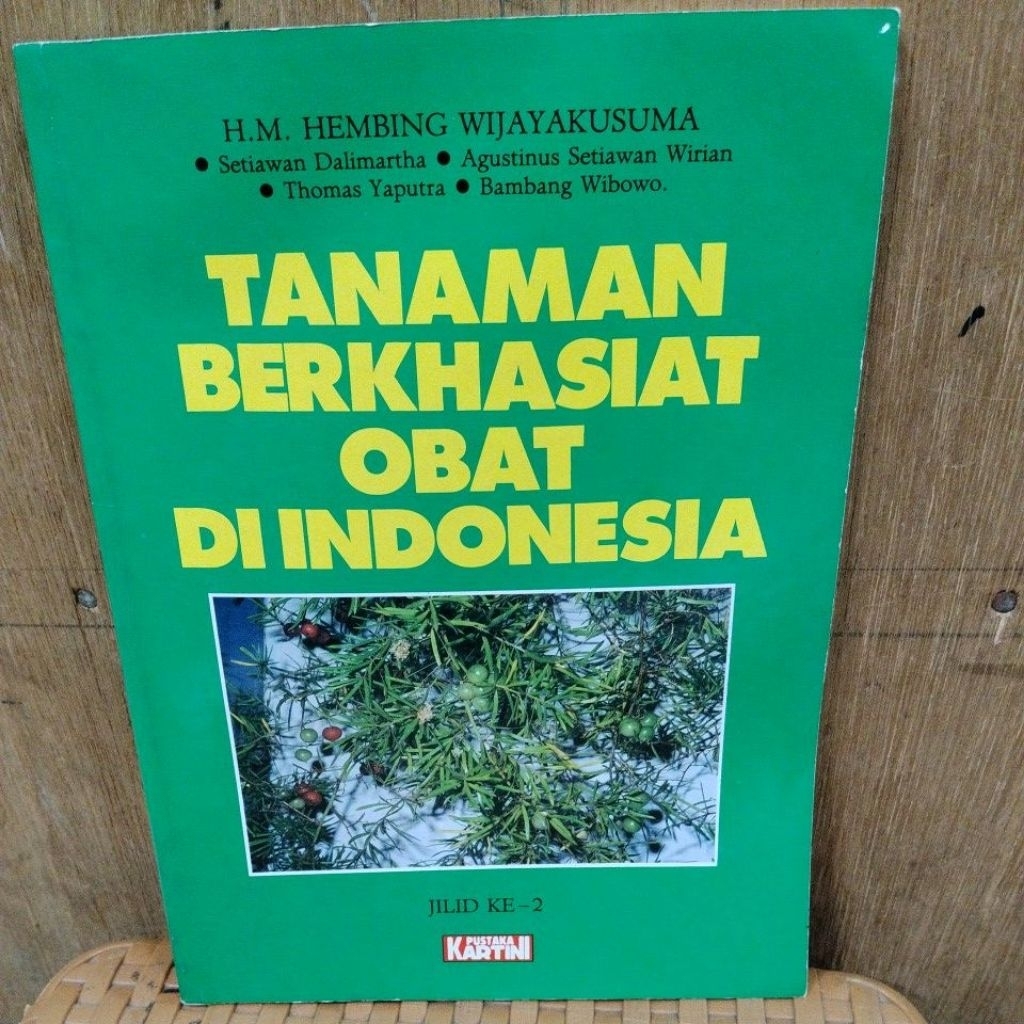 H.M. HEMBING WIJAYAKUSUMA
● Setiawan Dalimartha ● Agustinus Setiawan Wirian
● Thomas Yaputra ● Bambang Wibowo.
TANAMAN
BERKHASIAT
OBAT
DI INDONESIA
JILID KE-2
PUSTAKA
KARTINI